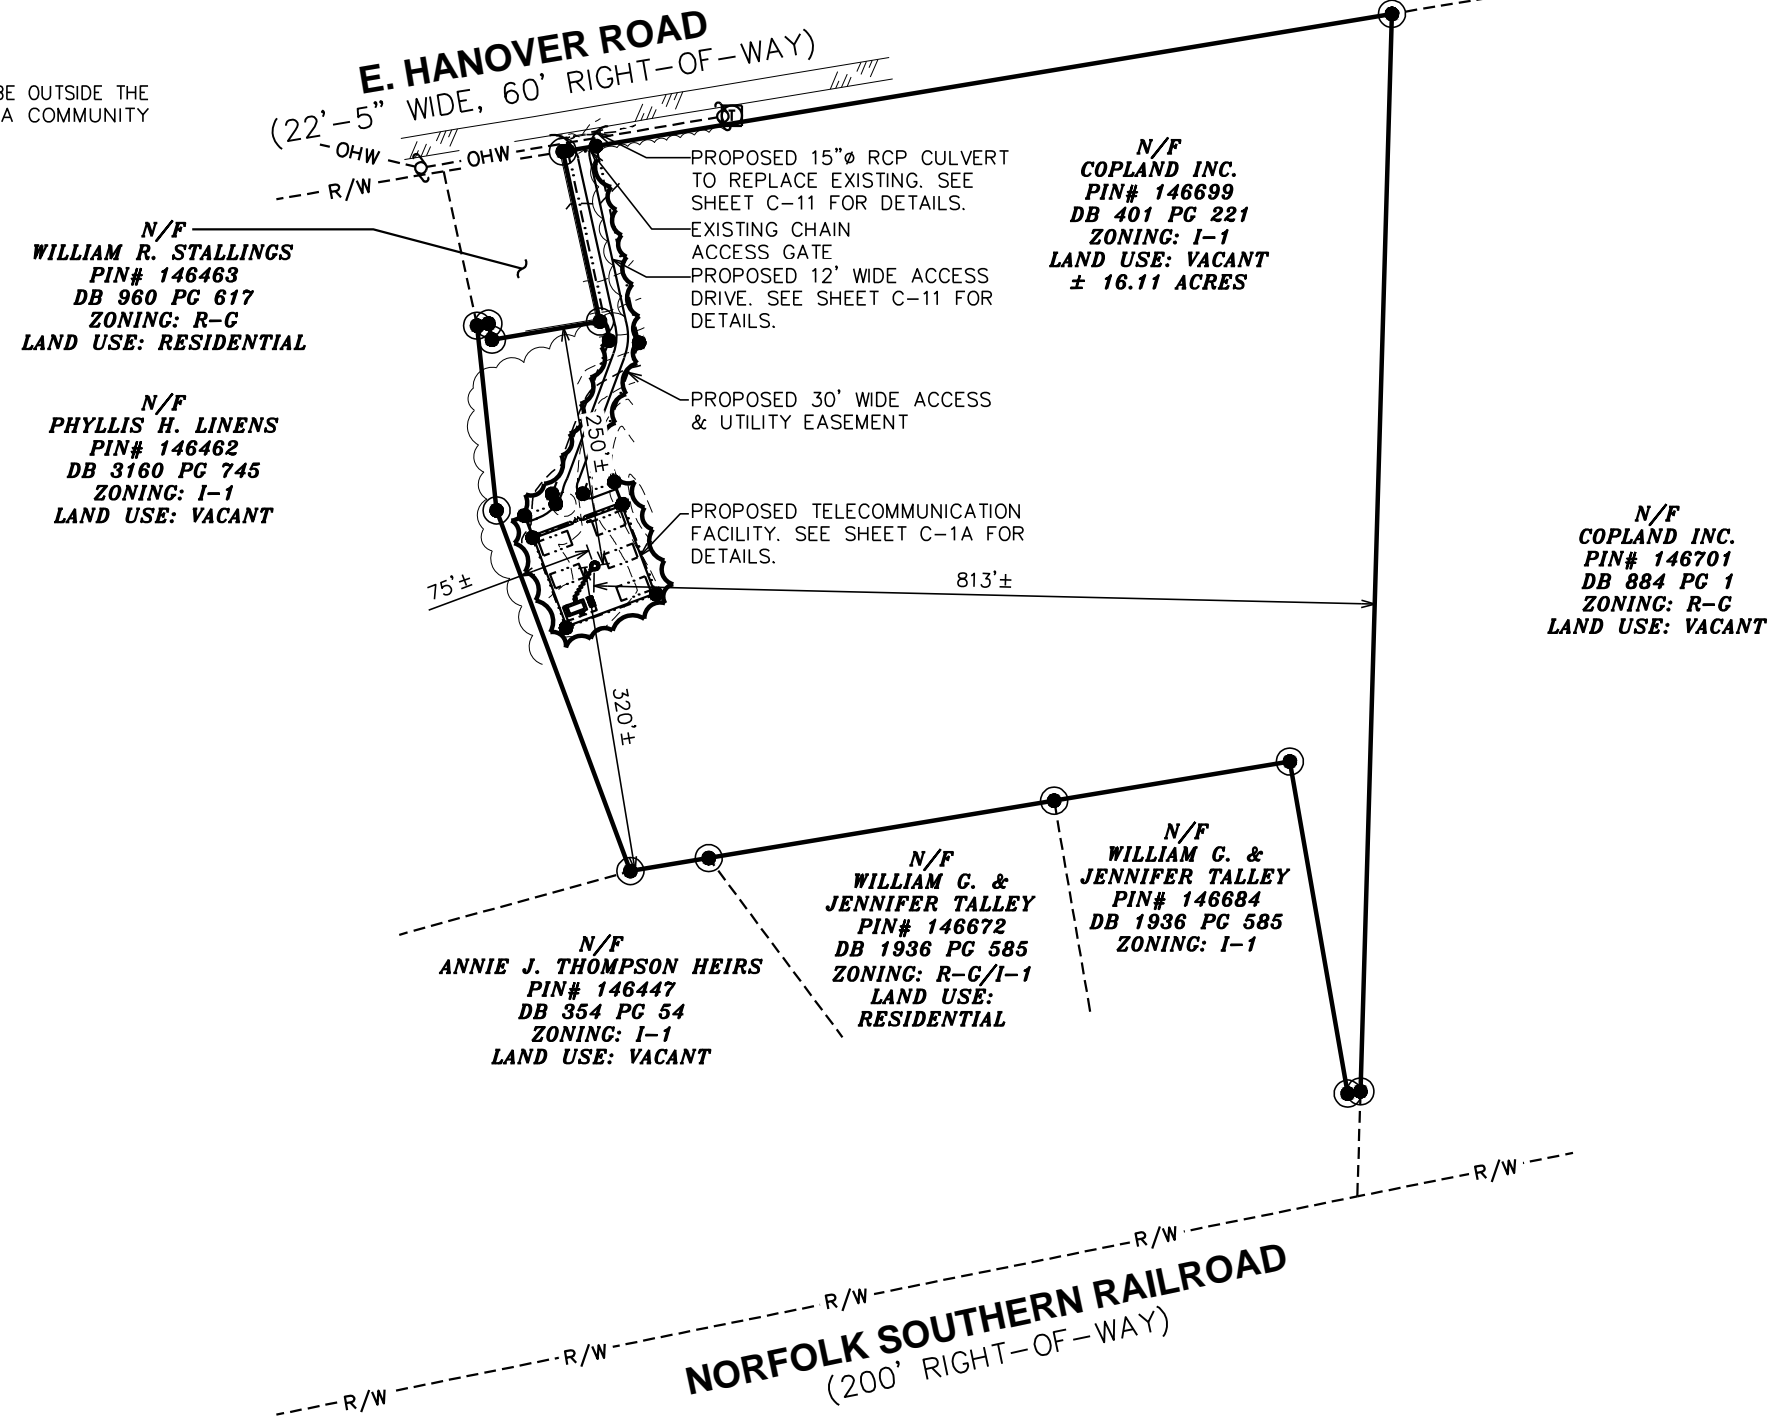 E. HANOVER ROAD
(22'-5" WIDE, 60' RIGHT-OF-WAY)
BE OUTSIDE THE
A COMMUNITY
OHW
OHW
R/W
T
PROPOSED 15"ø RCP CULVERT
TO REPLACE EXISTING. SEE
SHEET C-11 FOR DETAILS.
EXISTING CHAIN
ACCESS GATE
PROPOSED 12' WIDE ACCESS
DRIVE. SEE SHEET C-11 FOR
DETAILS.
PROPOSED 30' WIDE ACCESS
& UTILITY EASEMENT
PROPOSED TELECOMMUNICATION
FACILITY. SEE SHEET C-1A FOR
DETAILS.
N/F
COPLAND INC.
PIN# 146699
DB 401 PG 221
ZONING: I-1
LAND USE: VACANT
± 16.11 ACRES
N/F
WILLIAM R. STALLINGS
PIN# 146463
DB 960 PG 617
ZONING: R-G
LAND USE: RESIDENTIAL
N/F
PHYLLIS H. LINENS
PIN# 146462
DB 3160 PG 745
ZONING: I-1
LAND USE: VACANT
250'±
75'±
813'±
320'±
N/F
COPLAND INC.
PIN# 146701
DB 884 PG 1
ZONING: R-G
LAND USE: VACANT
N/F
WILLIAM G. &
JENNIFER TALLEY
PIN# 146684
DB 1936 PG 585
ZONING: I-1
N/F
WILLIAM G. &
JENNIFER TALLEY
PIN# 146672
DB 1936 PG 585
ZONING: R-G/I-1
LAND USE:
RESIDENTIAL
N/F
ANNIE J. THOMPSON HEIRS
PIN# 146447
DB 354 PG 54
ZONING: I-1
LAND USE: VACANT
R/W
R/W
R/W
R/W
R/W
NORFOLK SOUTHERN RAILROAD
(200' RIGHT-OF-WAY)